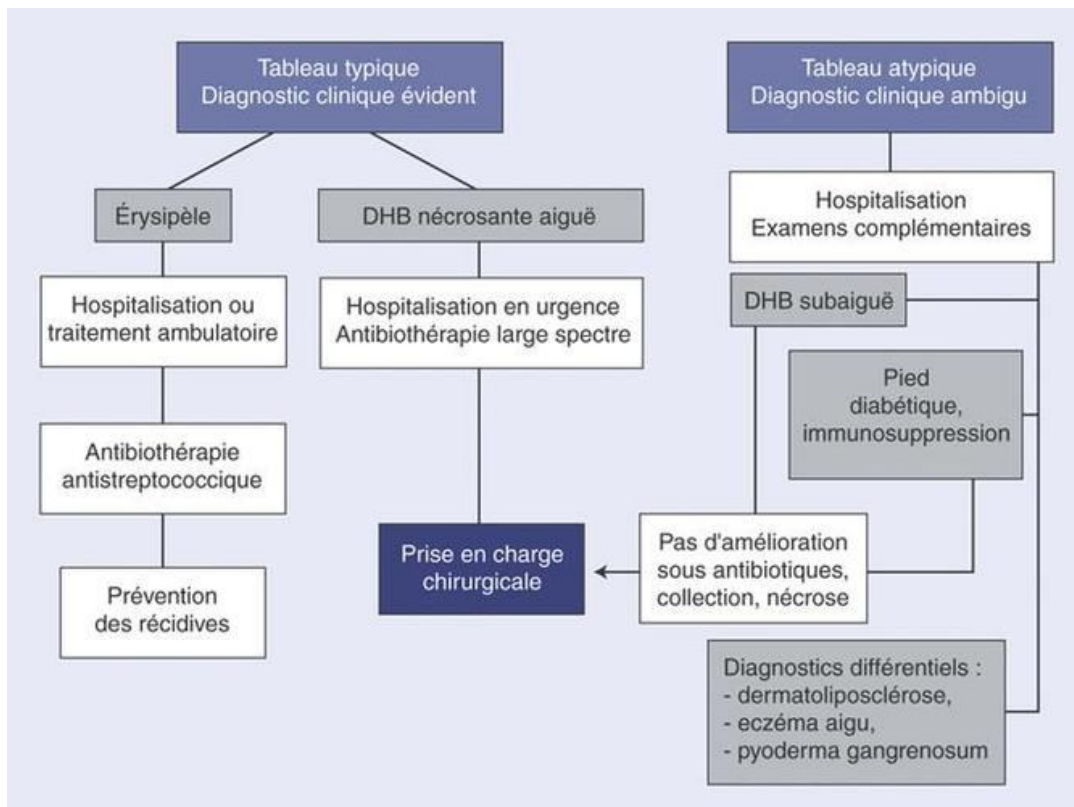 Tableau typique
Diagnostic clinique évident
Tableau atypique
Diagnostic clinique ambigu
Érysipèle
DHB nécrosante aiguë
Hospitalisation
Examens complémentaires
Hospitalisation ou
traitement ambulatoire
Hospitalisation en urgence
Antibiothérapie large spectre
DHB subaiguë
Pied
diabétique,
immunosuppression
Antibiothérapie
antistreptococcique
Prise en charge
chirurgicale
Pas d'amélioration
sous antibiotiques,
collection, nécrose
Prévention
des récidives
Diagnostics différentiels :
- dermatoliposclérose,
- eczéma aigu,
- pyoderma gangrenosum